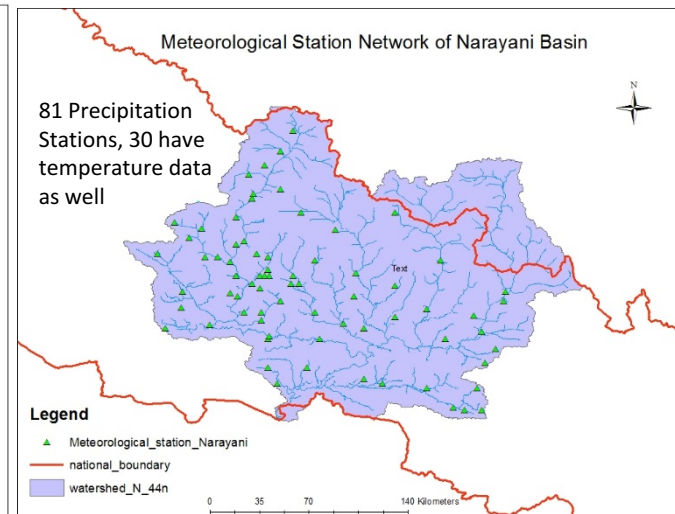 Meteorological Station Network of Narayani Basin
N
81 Precipitation
Stations, 30 have
temperature data
as well
Text
Legend
Meteorological_station_Narayani
national_boundary
watershed_N_44n
0 35 70 140 Kilometers